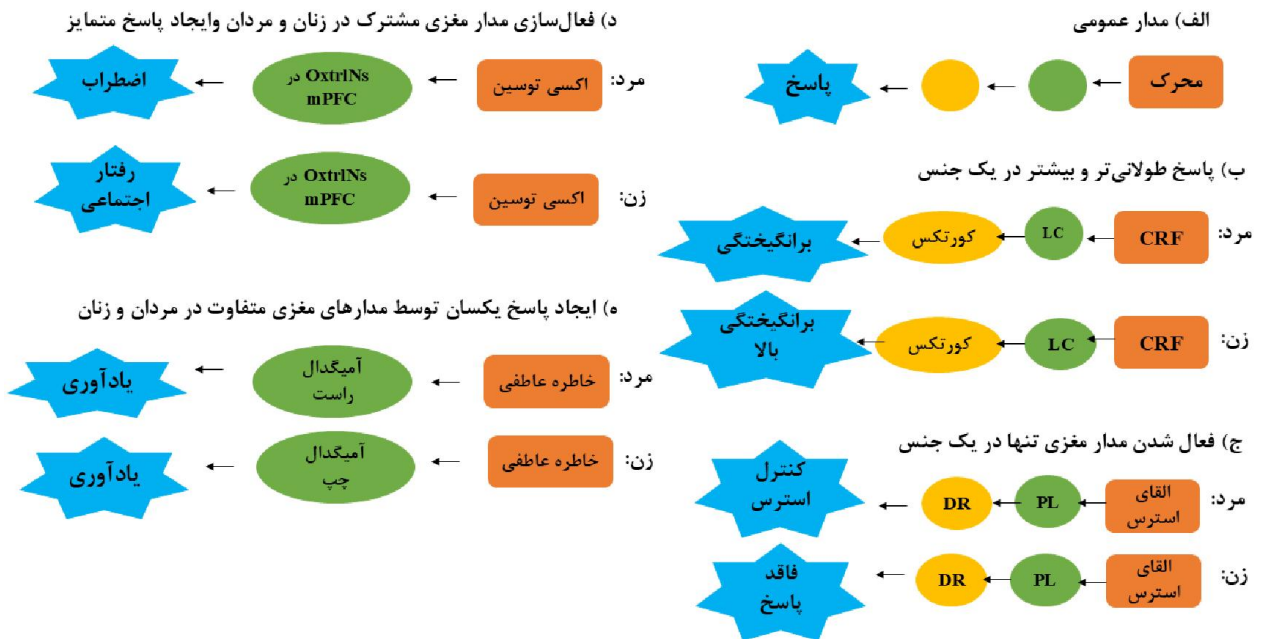 الف) مدار عمومی
محرک
پاسخ
ب) پاسخ طولانی‌تر و بیشتر در یک جنس
مرد:
CRF
LC
کورتکس
برانگیختگی
زن:
CRF
LC
کورتکس
برانگیختگی
بالا
ج) فعال شدن مدار مغزی تنها در یک جنس
مرد:
القای
استرس
PL
DR
کنترل
استرس
زن:
القای
استرس
PL
DR
فاقد
پاسخ
د) فعال‌سازی مدار مغزی مشترک در زنان و مردان وایجاد پاسخ متمایز
مرد:
اکسی توسین
OxtrINs در
mPFC
اضطراب
زن:
اکسی توسین
OxtrINs در
mPFC
رفتار
اجتماعی
ه) ایجاد پاسخ یکسان توسط مدارهای مغزی متفاوت در مردان و زنان
مرد:
خاطره عاطفی
آمیگدال
راست
یادآوری
زن:
خاطره عاطفی
آمیگدال
چپ
یادآوری